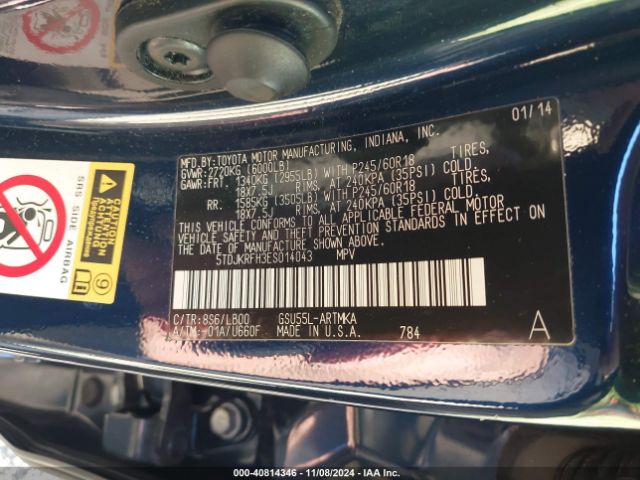 01/14
MFD.BY:TOYOTA MOTOR MANUFACTURING, INDIANA, INC.
GVWR:2720KG (6000LB)
GAWR:FRT. 1340KG (2955LB) WITH P245/60R18 TIRES,
18X7.5J RIMS, AT 240KPA (35PSI) COLD.
RR. 1585KG (3505LB) WITH P245/60R18 TIRES,
18X7.5J RIMS, AT 240KPA (35PSI) COLD.
THIS VEHICLE CONFORMS TO ALL APPLICABLE FEDERAL MOTOR
VEHICLE SAFETY STANDARDS IN EFFECT ON
THE DATE OF MANUFACTURE SHOWN ABOVE.
5TDJKRFH3ES014043 MPV
C/TR:8S6/LB00 GSU55L-ARTMKA
A/TM:-01A/U660F MADE IN U.S.A. 784 A
SRS SIDE AIRBAG
9
000-40814346 - 11/08/2024 - IAA Inc.